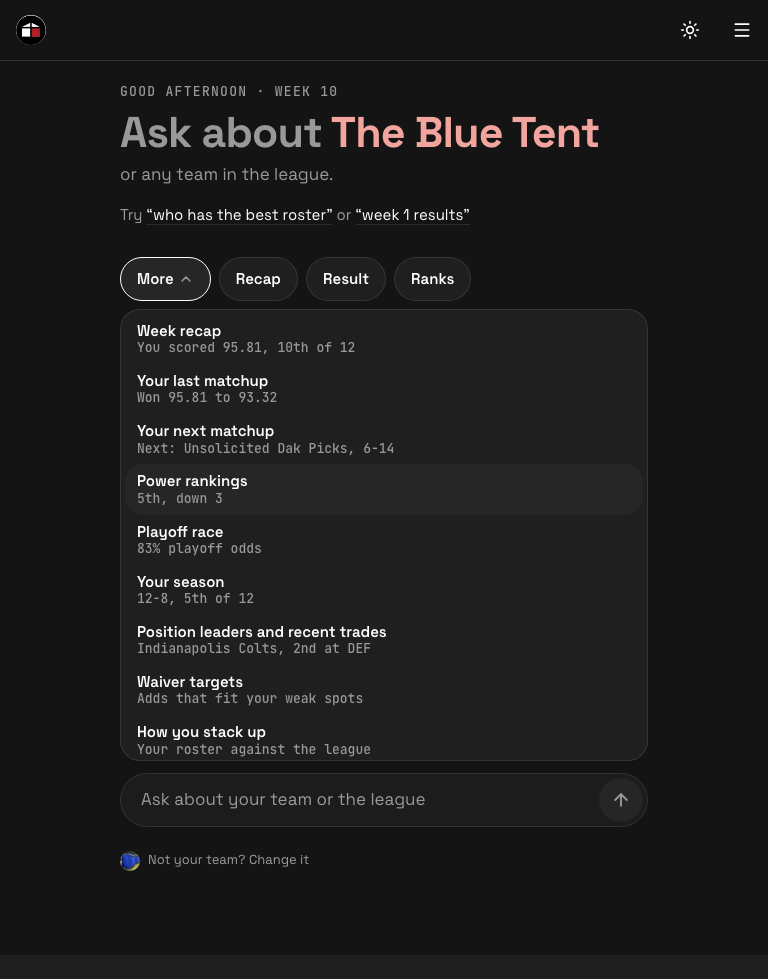 GOOD AFTERNOON · WEEK 10
Ask about The Blue Tent
or any team in the league.
Try “who has the best roster” or “week 1 results”
More
Recap
Result
Ranks
Week recap
You scored 95.81, 10th of 12
Your last matchup
Won 95.81 to 93.32
Your next matchup
Next: Unsolicited Dak Picks, 6-14
Power rankings
5th, down 3
Playoff race
83% playoff odds
Your season
12-8, 5th of 12
Position leaders and recent trades
Indianapolis Colts, 2nd at DEF
Waiver targets
Adds that fit your weak spots
How you stack up
Your roster against the league
Ask about your team or the league
Not your team? Change it